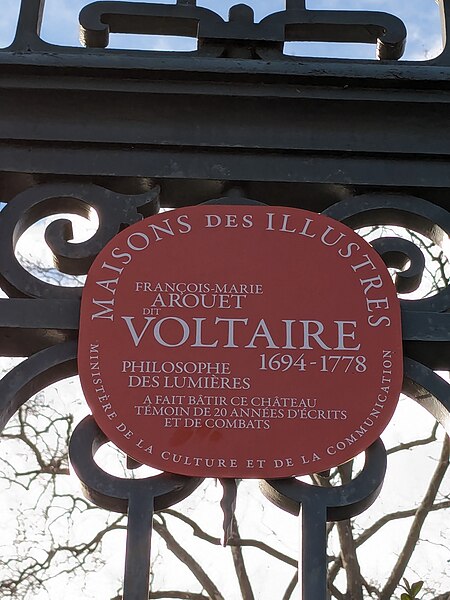 MAISONS DES ILLUSTRES
FRANÇOIS-MARIE
AROUET
DIT
VOLTAIRE
1694-1778
PHILOSOPHE
DES LUMIÈRES
A FAIT BÂTIR CE CHÂTEAU
TÉMOIN DE 20 ANNÉES D'ÉCRITS
ET DE COMBATS
MINISTÈRE DE LA CULTURE ET DE LA COMMUNICATION